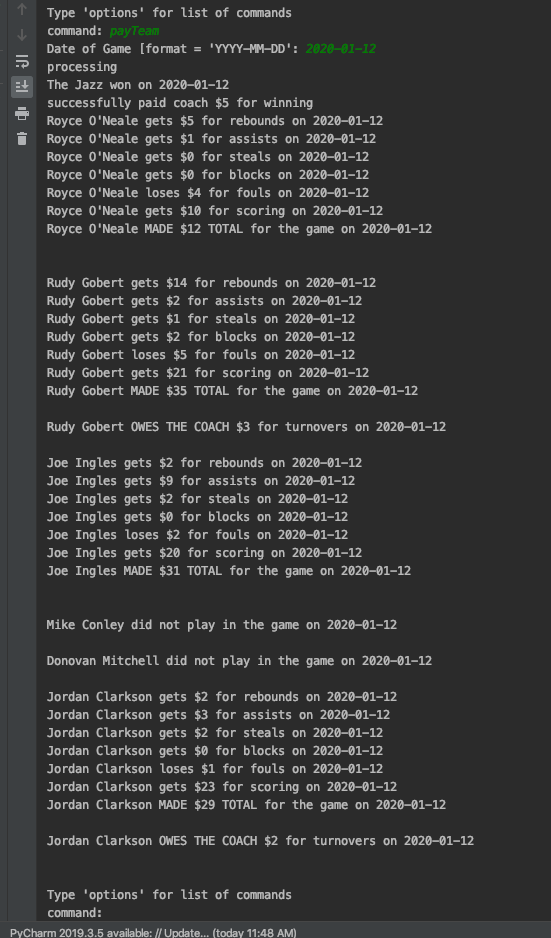 Type 'options' for list of commands
command: payTeam
Date of Game [format = 'YYYY-MM-DD': 2020-01-12
processing
The Jazz won on 2020-01-12
successfully paid coach $5 for winning
Royce O'Neale gets $5 for rebounds on 2020-01-12
Royce O'Neale gets $1 for assists on 2020-01-12
Royce O'Neale gets $0 for steals on 2020-01-12
Royce O'Neale gets $0 for blocks on 2020-01-12
Royce O'Neale loses $4 for fouls on 2020-01-12
Royce O'Neale gets $10 for scoring on 2020-01-12
Royce O'Neale MADE $12 TOTAL for the game on 2020-01-12
Rudy Gobert gets $14 for rebounds on 2020-01-12
Rudy Gobert gets $2 for assists on 2020-01-12
Rudy Gobert gets $1 for steals on 2020-01-12
Rudy Gobert gets $2 for blocks on 2020-01-12
Rudy Gobert loses $5 for fouls on 2020-01-12
Rudy Gobert gets $21 for scoring on 2020-01-12
Rudy Gobert MADE $35 TOTAL for the game on 2020-01-12
Rudy Gobert OWES THE COACH $3 for turnovers on 2020-01-12
Joe Ingles gets $2 for rebounds on 2020-01-12
Joe Ingles gets $9 for assists on 2020-01-12
Joe Ingles gets $2 for steals on 2020-01-12
Joe Ingles gets $0 for blocks on 2020-01-12
Joe Ingles loses $2 for fouls on 2020-01-12
Joe Ingles gets $20 for scoring on 2020-01-12
Joe Ingles MADE $31 TOTAL for the game on 2020-01-12
Mike Conley did not play in the game on 2020-01-12
Donovan Mitchell did not play in the game on 2020-01-12
Jordan Clarkson gets $2 for rebounds on 2020-01-12
Jordan Clarkson gets $3 for assists on 2020-01-12
Jordan Clarkson gets $2 for steals on 2020-01-12
Jordan Clarkson gets $0 for blocks on 2020-01-12
Jordan Clarkson loses $1 for fouls on 2020-01-12
Jordan Clarkson gets $23 for scoring on 2020-01-12
Jordan Clarkson MADE $29 TOTAL for the game on 2020-01-12
Jordan Clarkson OWES THE COACH $2 for turnovers on 2020-01-12
Type 'options' for list of commands
command:
PyCharm 2019.3.5 available: // Update... (today 11:48 AM)